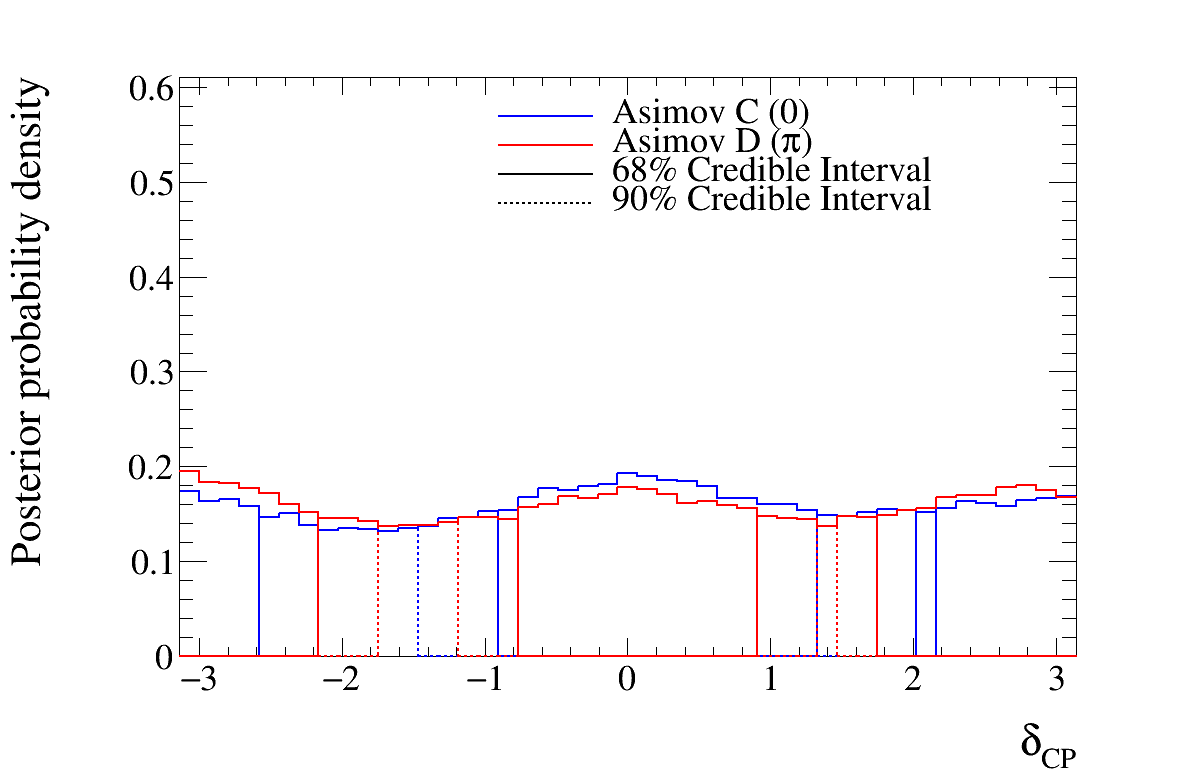 Posterior probability density
0.6
0.5
0.4
0.3
0.2
0.1
0
Asimov C (0)
Asimov D (π)
68% Credible Interval
90% Credible Interval
−3 −2 −1 0 1 2 3
δCP